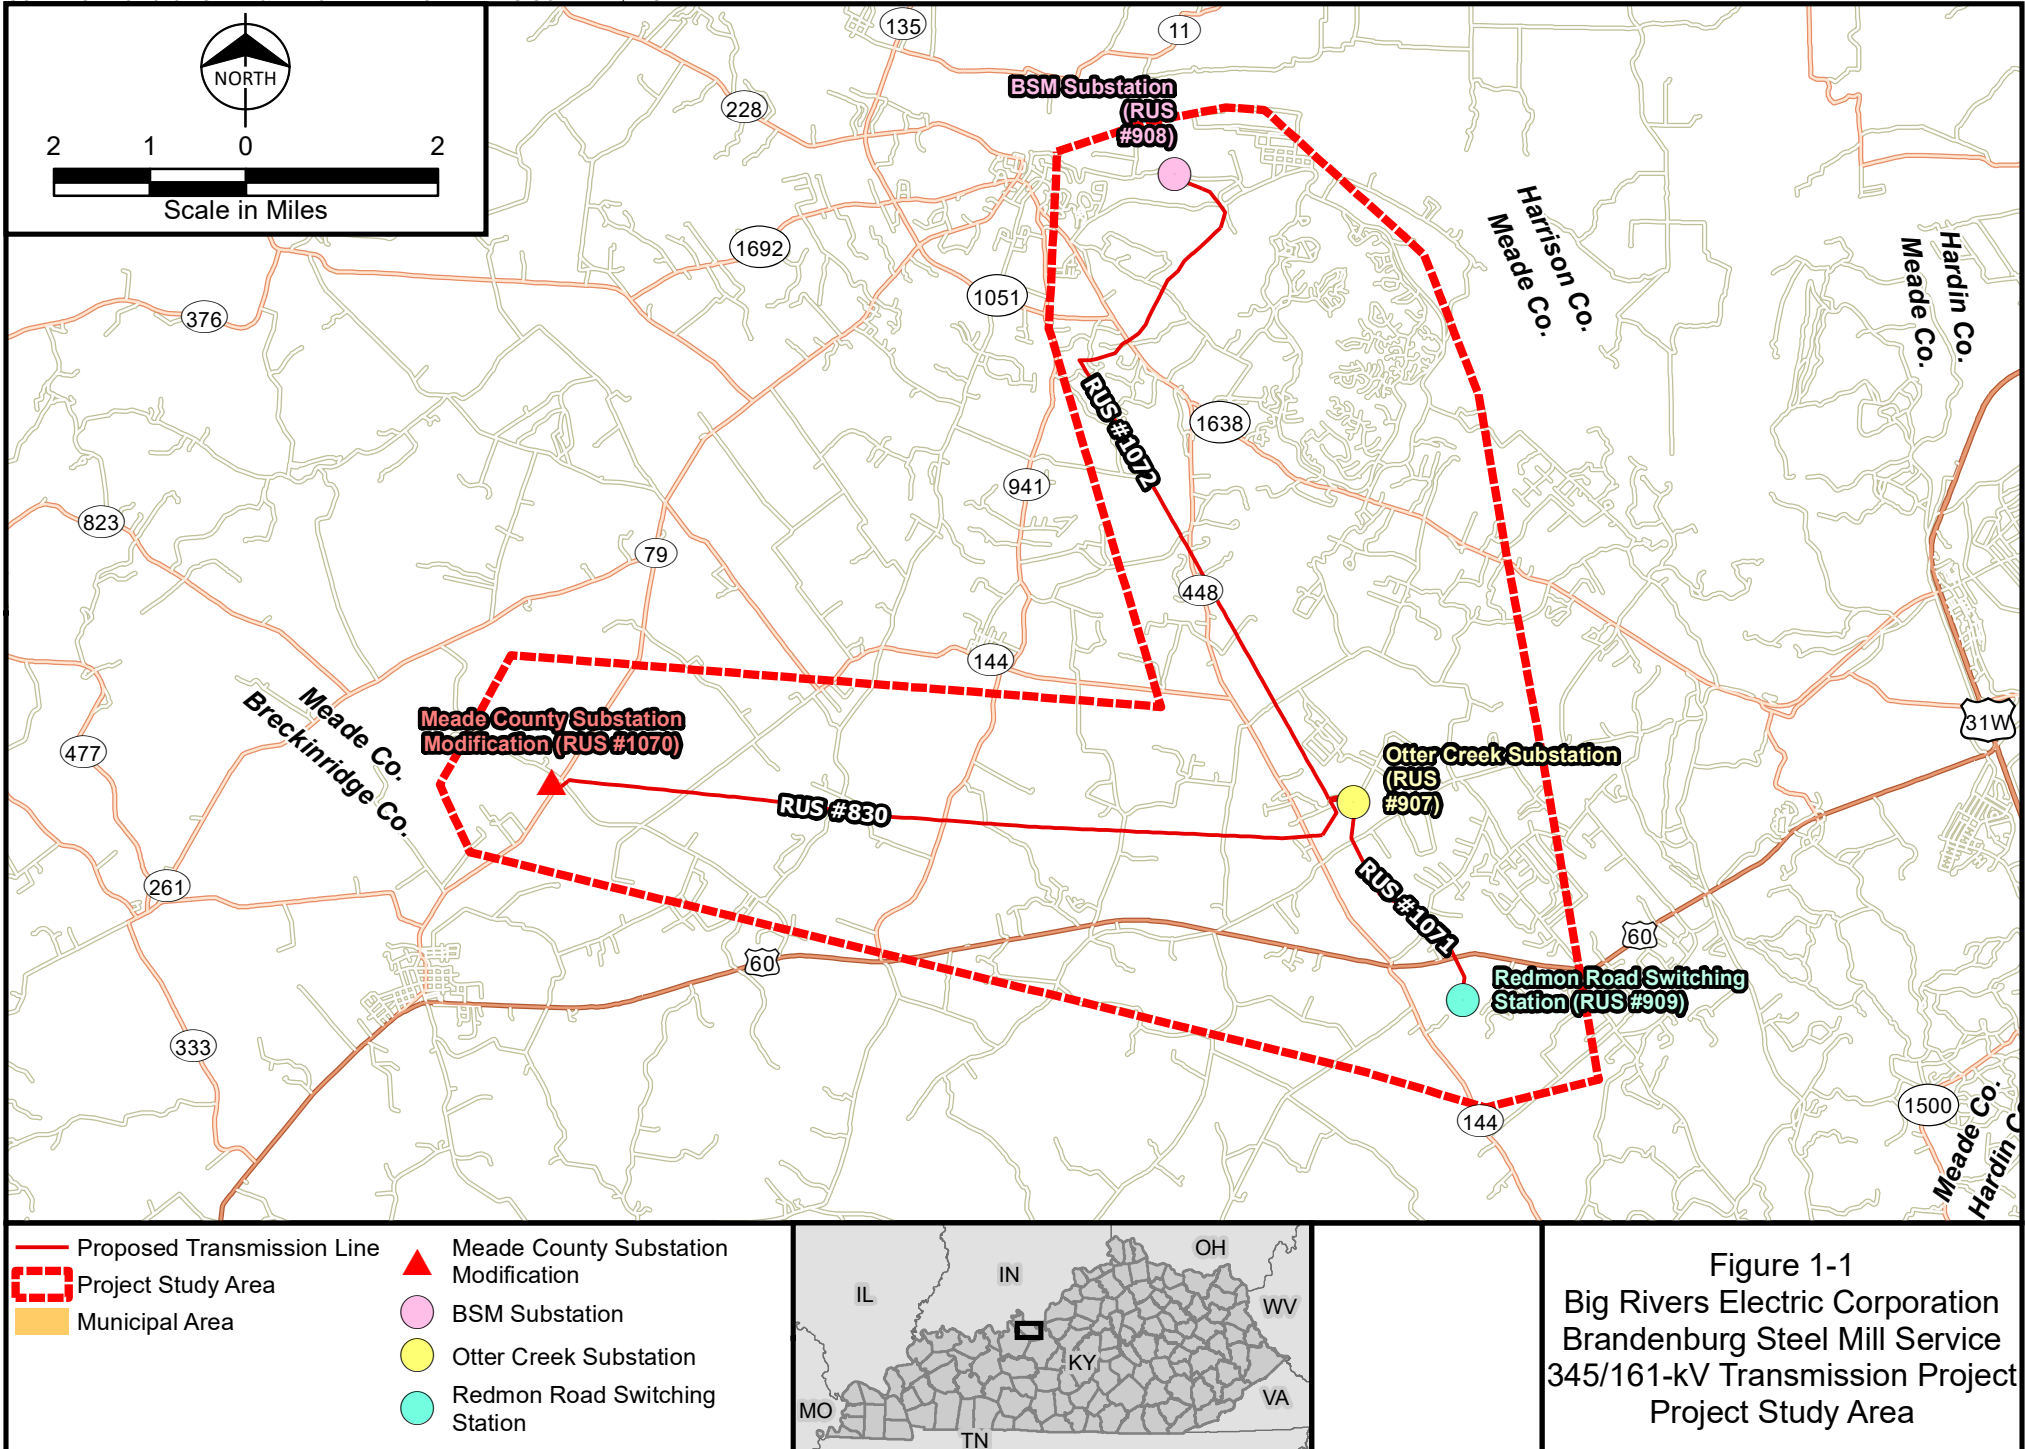 NORTH
2 1 0 2
Scale in Miles
135
11
228
BSM Substation
(RUS
#908)
1692
1051
376
Harrison Co.
Meade Co.
Hardin Co.
Meade Co.
RUS #1072
1638
941
823
79
448
144
Meade Co.
Breckinridge Co.
Meade County Substation
Modification (RUS #1070)
31W
477
Otter Creek Substation
(RUS
#907)
RUS #830
261
RUS #1071
60
60
Redmon Road Switching
Station (RUS #909)
333
1500
144
Meade Co.
Hardin C
Proposed Transmission Line
Project Study Area
Municipal Area
Meade County Substation
Modification
BSM Substation
Otter Creek Substation
Redmon Road Switching
Station
OH
IN
IL
WV
KY
VA
MO
TN
Figure 1-1
Big Rivers Electric Corporation
Brandenburg Steel Mill Service
345/161-kV Transmission Project
Project Study Area